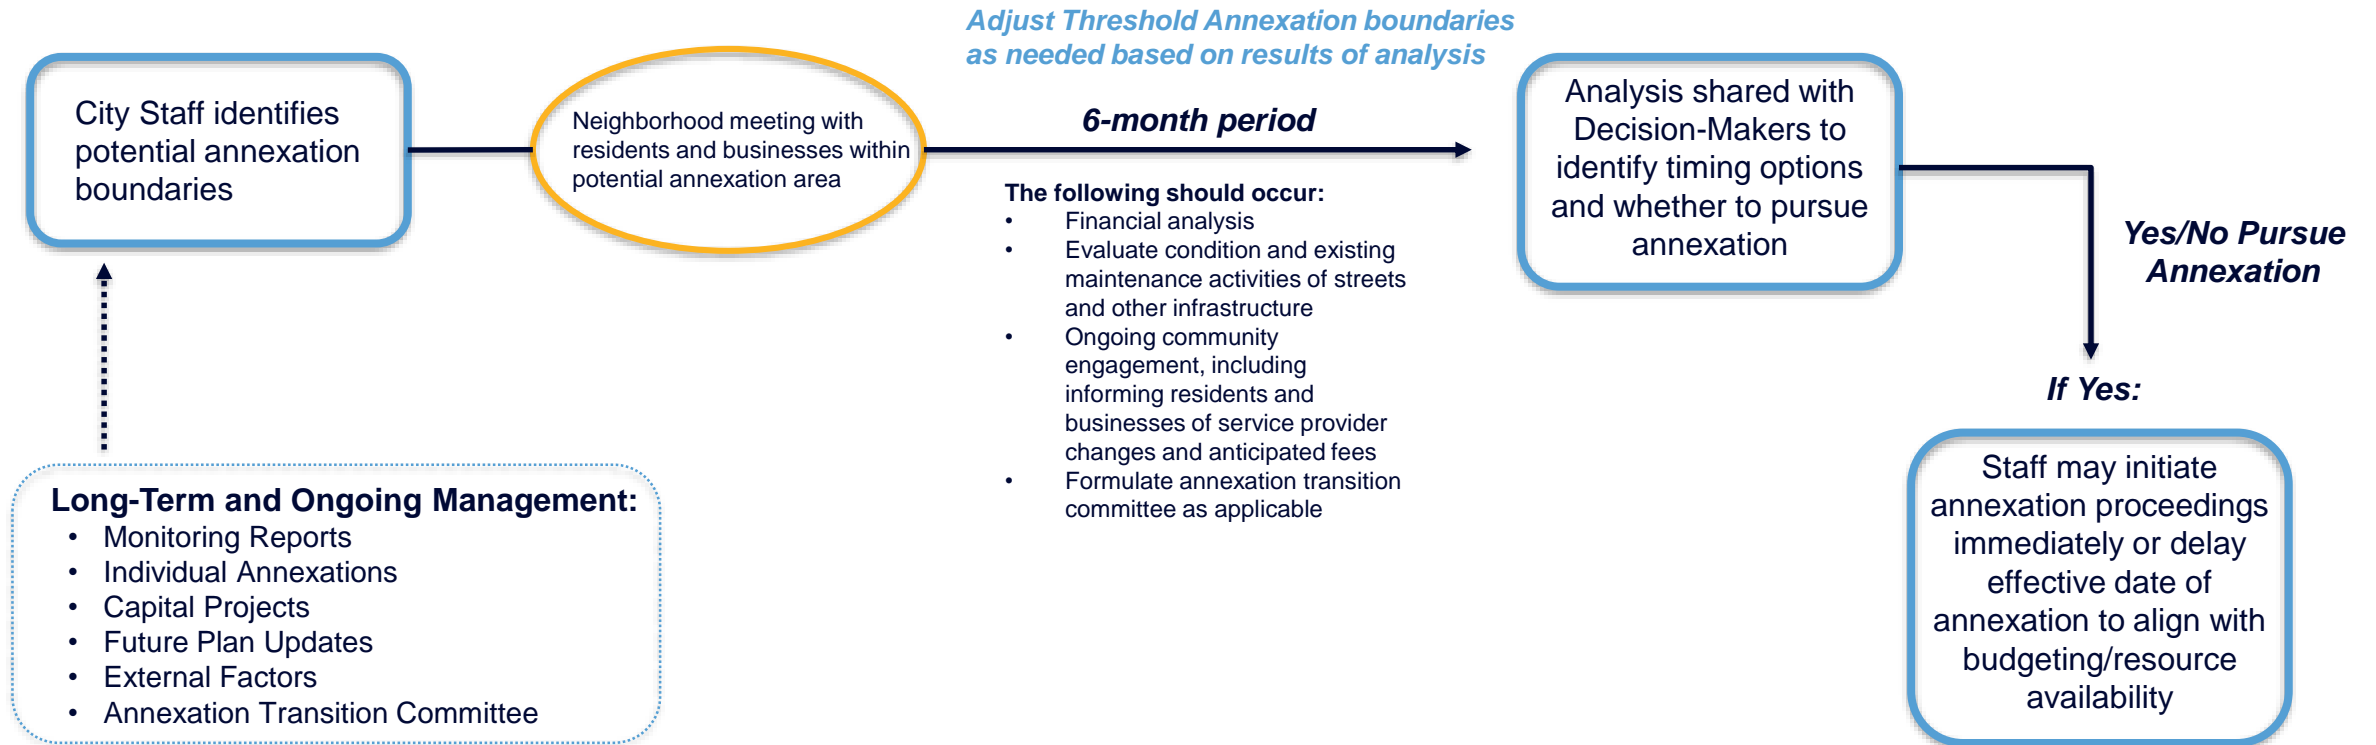 City Staff identifies
potential annexation
boundaries
Neighborhood meeting with
residents and businesses within
potential annexation area
Adjust Threshold Annexation boundaries
as needed based on results of analysis
6-month period
The following should occur:
• Financial analysis
• Evaluate condition and existing
maintenance activities of streets
and other infrastructure
• Ongoing community
engagement, including
informing residents and
businesses of service provider
changes and anticipated fees
• Formulate annexation transition
committee as applicable
Analysis shared with
Decision-Makers to
identify timing options
and whether to pursue
annexation
Yes/No Pursue
Annexation
If Yes:
Staff may initiate
annexation proceedings
immediately or delay
effective date of
annexation to align with
budgeting/resource
availability
Long-Term and Ongoing Management:
• Monitoring Reports
• Individual Annexations
• Capital Projects
• Future Plan Updates
• External Factors
• Annexation Transition Committee